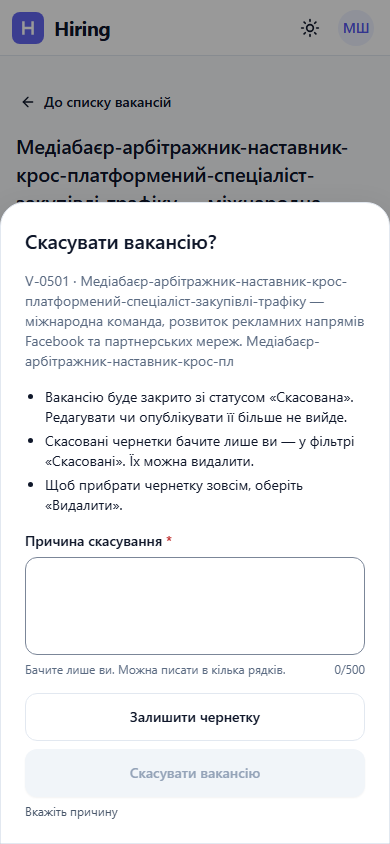 H Hiring МШ
До списку вакансій
Медіабаєр-арбітражник-наставник-
крос-платформений-спеціаліст-
закупівлі-трафіку — міжнародна
Скасувати вакансію?
V-0501 · Медіабаєр-арбітражник-наставник-крос-
платформений-спеціаліст-закупівлі-трафіку —
міжнародна команда, розвиток рекламних напрямів
Facebook та партнерських мереж. Медіабаєр-
арбітражник-наставник-крос-пл
• Вакансію буде закрито зі статусом «Скасована».
Редагувати чи опублікувати її більше не вийде.
• Скасовані чернетки бачите лише ви — у фільтрі
«Скасовані». Їх можна видалити.
• Щоб прибрати чернетку зовсім, оберіть
«Видалити».
Причина скасування *
Бачите лише ви. Можна писати в кілька рядків. 0/500
Залишити чернетку
Скасувати вакансію
Вкажіть причину